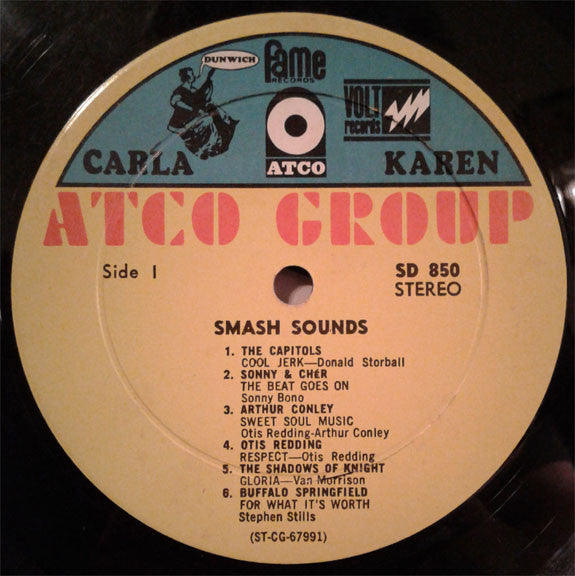 DUNWICH
fame
RECORDS
VOLT
records
CARLA
ATCO
KAREN
ATCO GROUP
Side 1
SD 850
STEREO
SMASH SOUNDS
1. THE CAPITOLS
COOL JERK—Donald Storball
2. SONNY & CHÉR
THE BEAT GOES ON
Sonny Bono
3. ARTHUR CONLEY
SWEET SOUL MUSIC
Otis Redding-Arthur Conley
4. OTIS REDDING
RESPECT—Otis Redding
5. THE SHADOWS OF KNIGHT
GLORIA—Van Morrison
6. BUFFALO SPRINGFIELD
FOR WHAT IT'S WORTH
Stephen Stills
(ST-CG-67991)